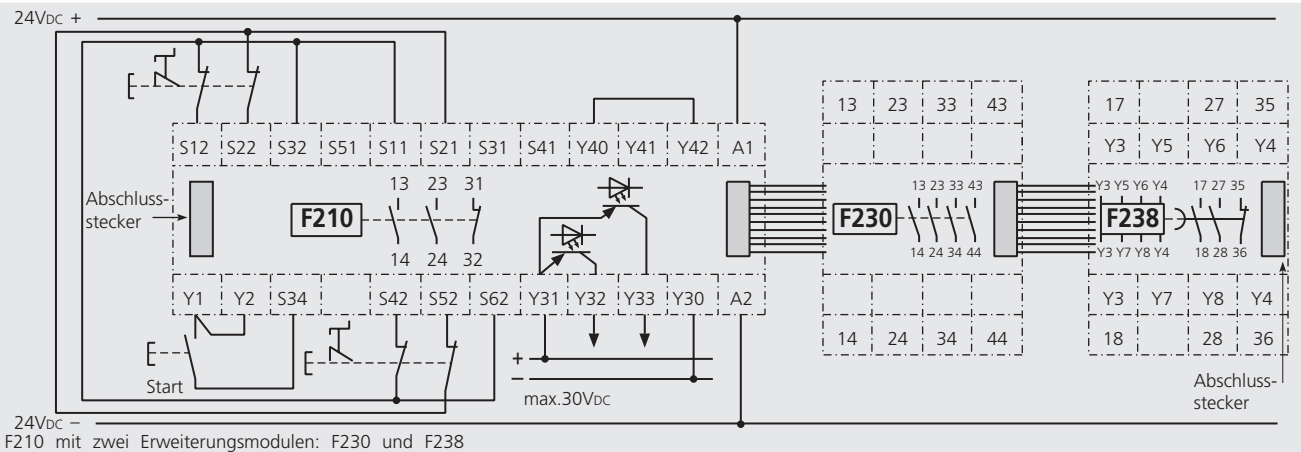 24VDC +
13 23 33 43
17 27 35
S12 S22 S32 S51 S11 S21 S31 S41 Y40 Y41 Y42 A1
Y3 Y5 Y6 Y4
Abschluss-
stecker
13 23 31
F210
14 24 32
13 23 33 43
F230
14 24 34 44
Y3 Y5 Y6 Y4
17 27 35
F238
Y3 Y7 Y8 Y4
18 28 36
Y1 Y2 S34 S42 S52 S62 Y31 Y32 Y33 Y30 A2
Y3 Y7 Y8 Y4
14 24 34 44
18 28 36
Start
+
−
max.30VDC
Abschluss-
stecker
24VDC −
F210 mit zwei Erweiterungsmodulen: F230 und F238